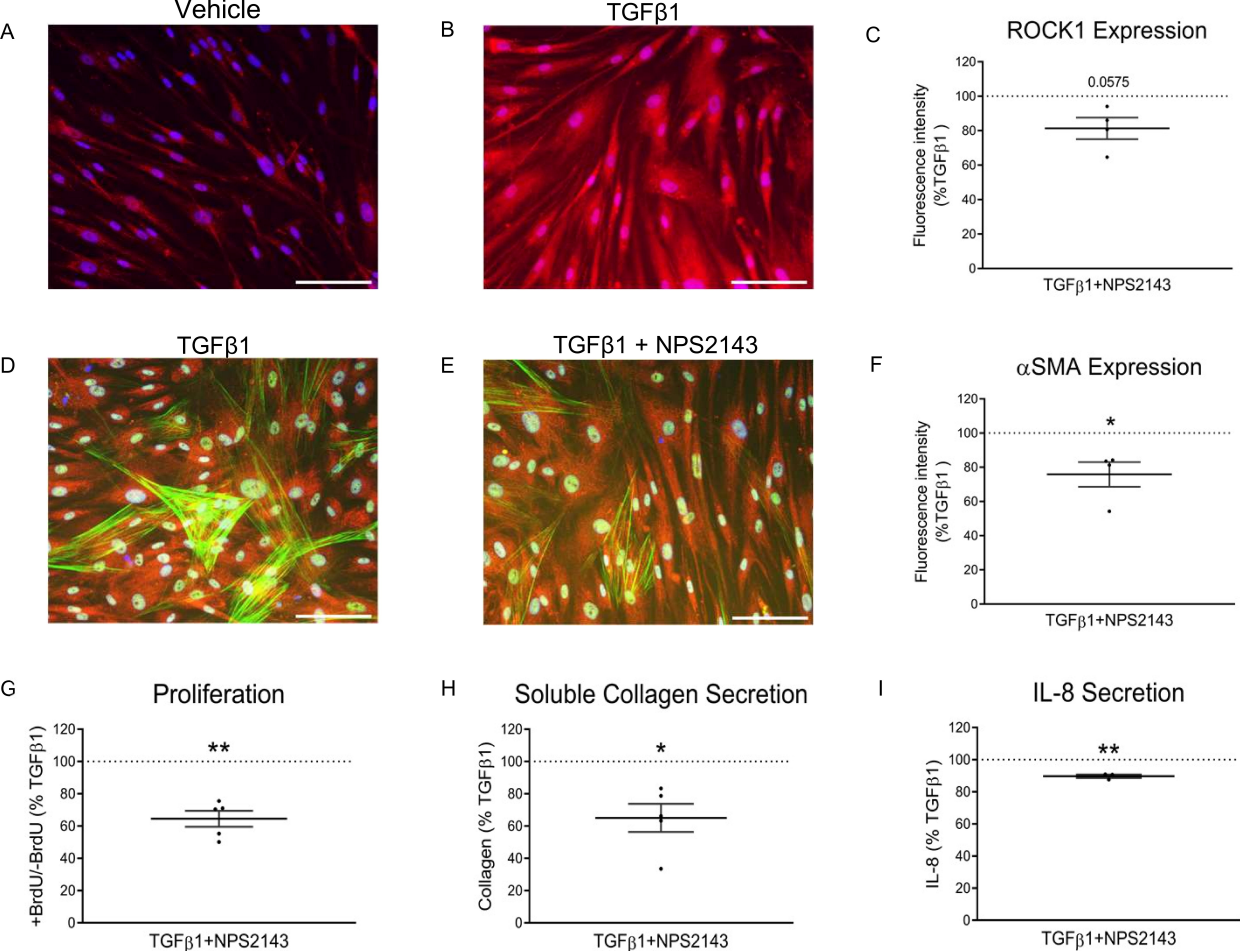 Vehicle
TGFβ1
A
B
C
ROCK1 Expression
120
100
80
60
40
20
0
0.0575
Fluorescence intensity
(%TGFβ1 )
TGFβ1+NPS2143
TGFβ1
TGFβ1 + NPS2143
D
E
F
αSMA Expression
120
100
80
60
40
20
0
*
Fluorescence intensity
(%TGFβ1 )
TGFβ1+NPS2143
G
Proliferation
120
100
80
60
40
20
0
**
+BrdU/-BrdU (% TGFβ1)
TGFβ1+NPS2143
H
Soluble Collagen Secretion
120
100
80
60
40
20
0
*
Collagen (% TGFβ1)
TGFβ1+NPS2143
I
IL-8 Secretion
120
100
80
60
40
20
0
**
IL-8 (% TGFβ1)
TGFβ1+NPS2143